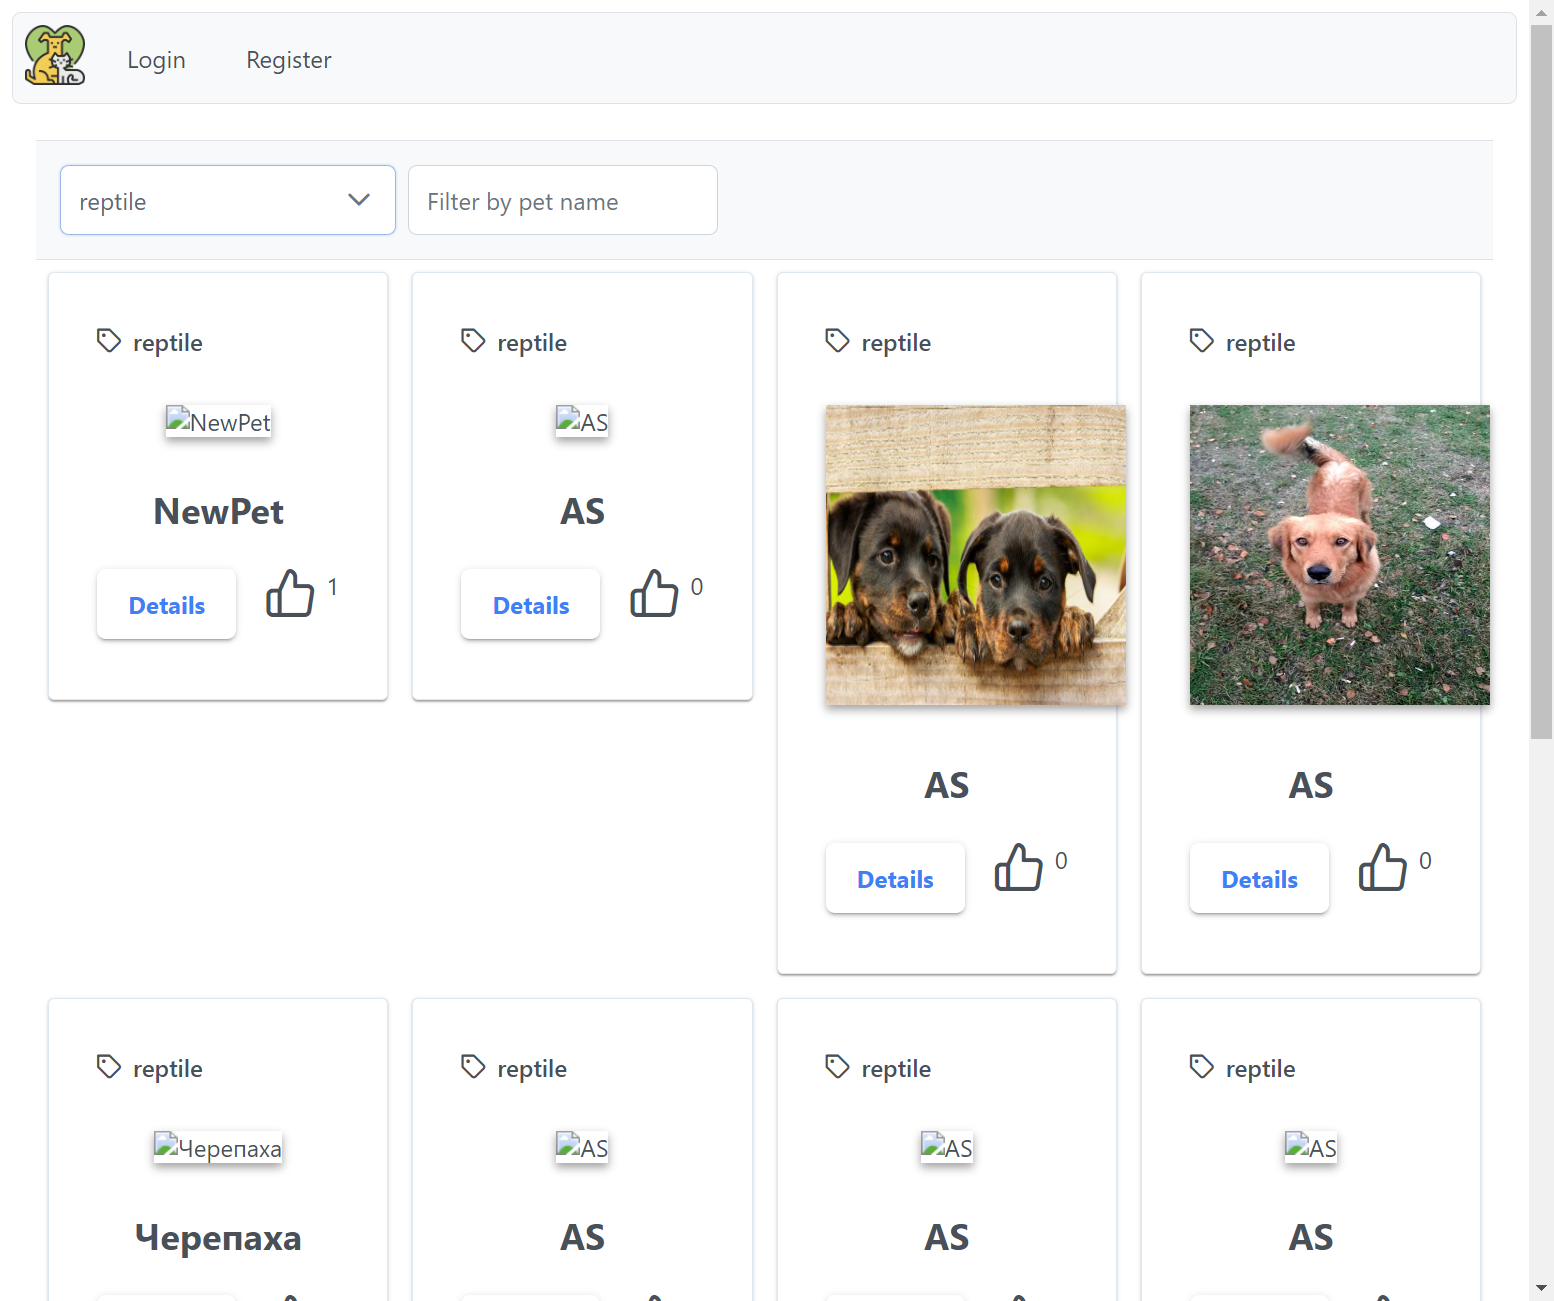 Login
Register
reptile
Filter by pet name
reptile
NewPet
NewPet
Details
1
reptile
AS
AS
Details
0
reptile
AS
Details
0
reptile
AS
Details
0
reptile
Черепаха
Черепаха
reptile
AS
AS
reptile
AS
AS
reptile
AS
AS